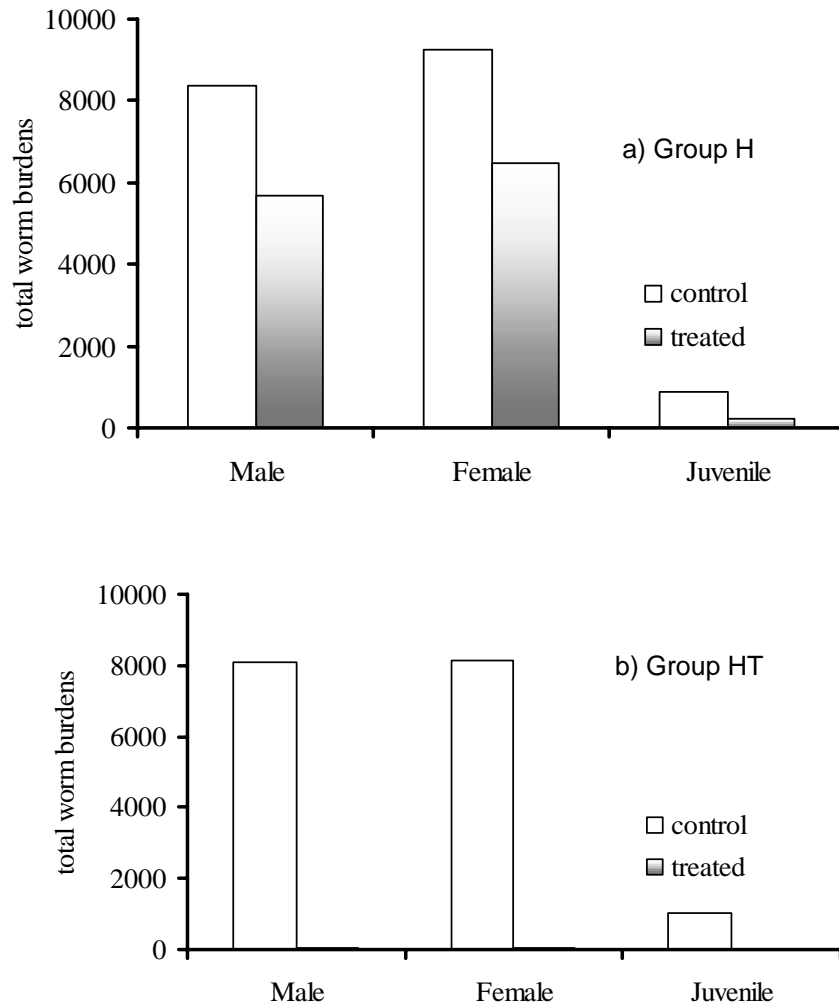 10000
8000
6000
4000
2000
0
total worm burdens
a) Group H
control
treated
Male Female Juvenile
10000
8000
6000
4000
2000
0
total worm burdens
b) Group HT
control
treated
Male Female Juvenile